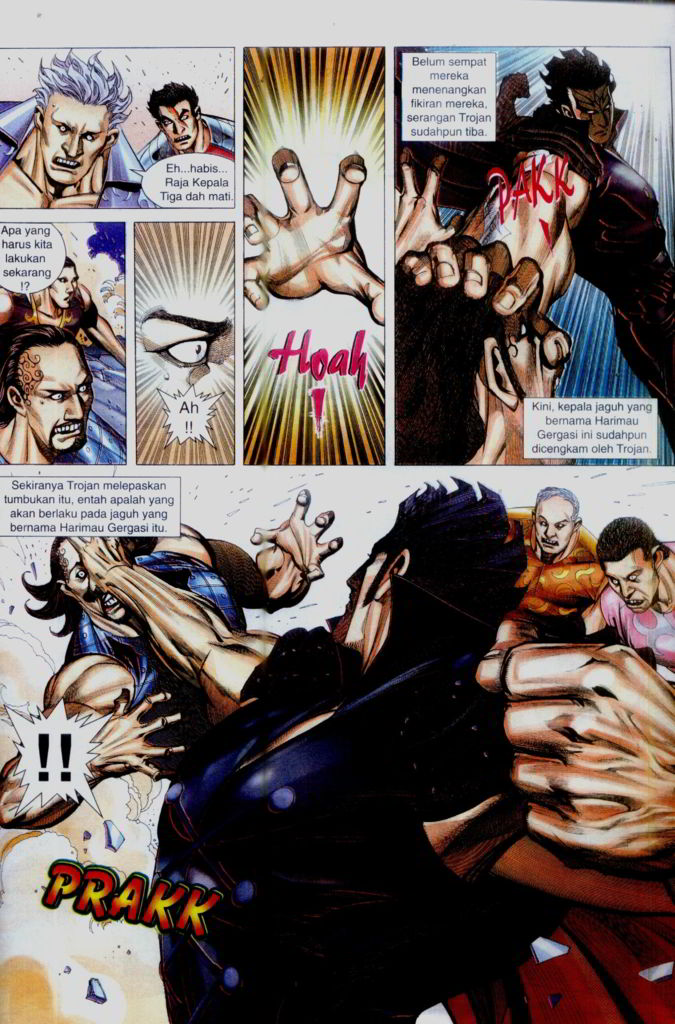 Eh...habis...
Raja Kepala
Tiga dah mati.
Apa yang
harus kita
lakukan
sekarang
!?
Ah
!!
Hoah
!
Belum sempat
mereka
menenangkan
fikiran mereka,
serangan Trojan
sudahpun tiba.
PAKK
!
Kini, kepala jaguh yang
bernama Harimau
Gergasi ini sudahpun
dicengkam oleh Trojan.
Sekiranya Trojan melepaskan
tumbukan itu, entah apalah yang
akan berlaku pada jaguh yang
bernama Harimau Gergasi itu.
!!
PRAKK